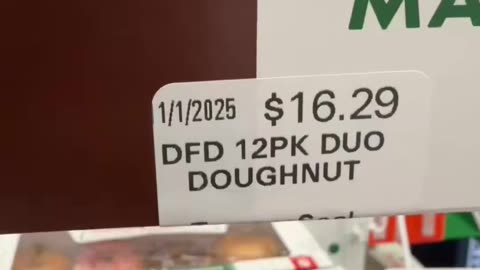 MA
1/1/2025 $16.29
DFD 12PK DUO
DOUGHNUT